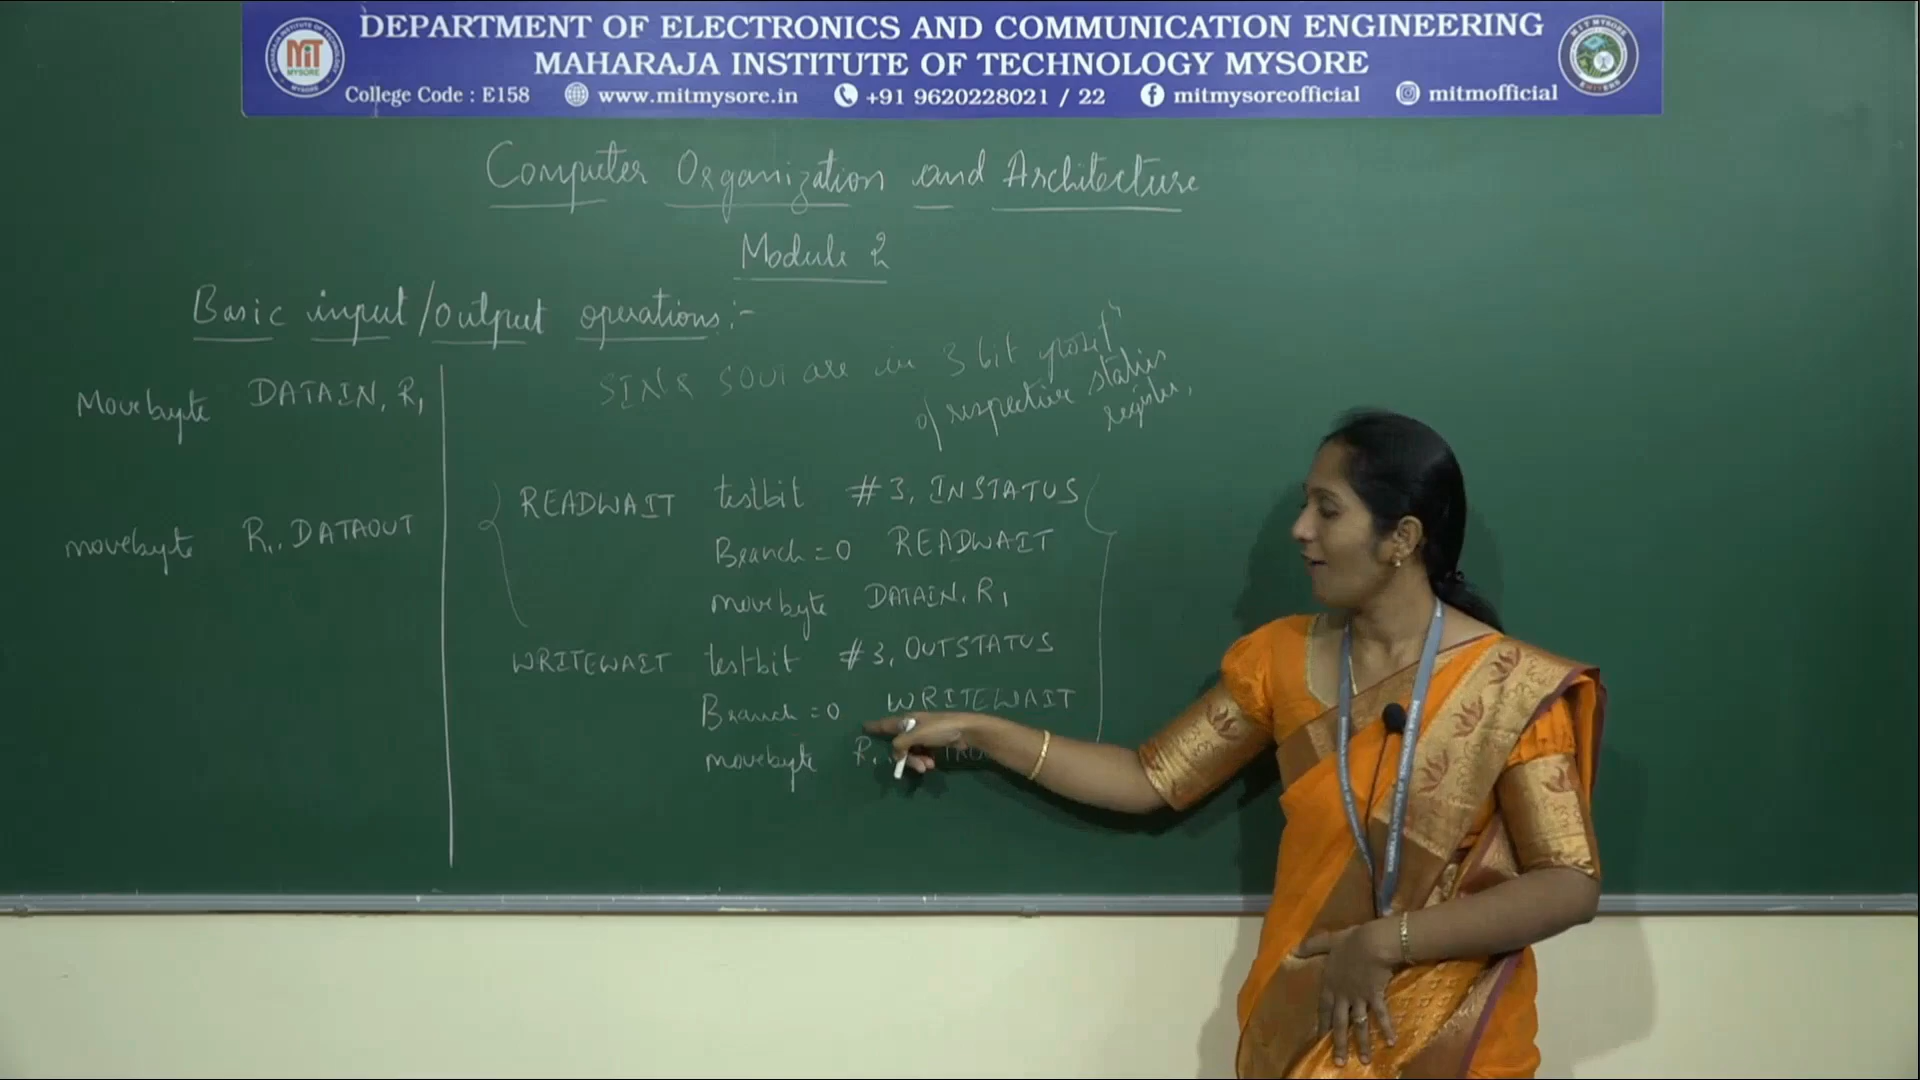 DEPARTMENT OF ELECTRONICS AND COMMUNICATION ENGINEERING
MAHARAJA INSTITUTE OF TECHNOLOGY MYSORE
College Code : E158 www.mitmysore.in +91 9620228021 / 22 mitmysoreofficial mitmofficial
MIT
MYSORE
Computer Organization and Architecture
Module 2
Basic input/output operations:-
Movebyte DATAIN, R1
movebyte R1, DATAOUT
SIN & SOUT are in 3 bit
of respective status
register,
READWAIT testbit #3, INSTATUS
Branch=0 READWAIT
movebyte DATAIN, R1
WRITEWAIT testbit #3, OUTSTATUS
Branch=0 WRITEWAIT
movebyte R1,